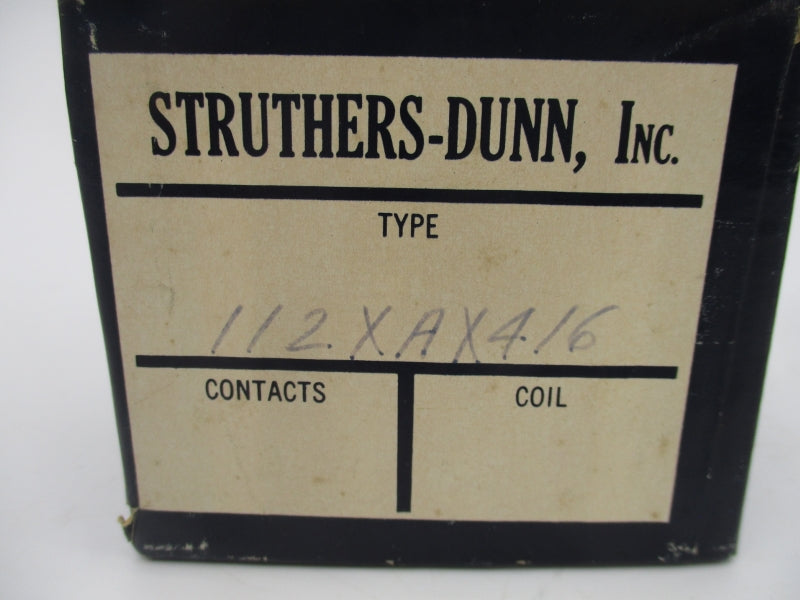 STRUTHERS-DUNN, INC.
TYPE
112XAX416
CONTACTS COIL